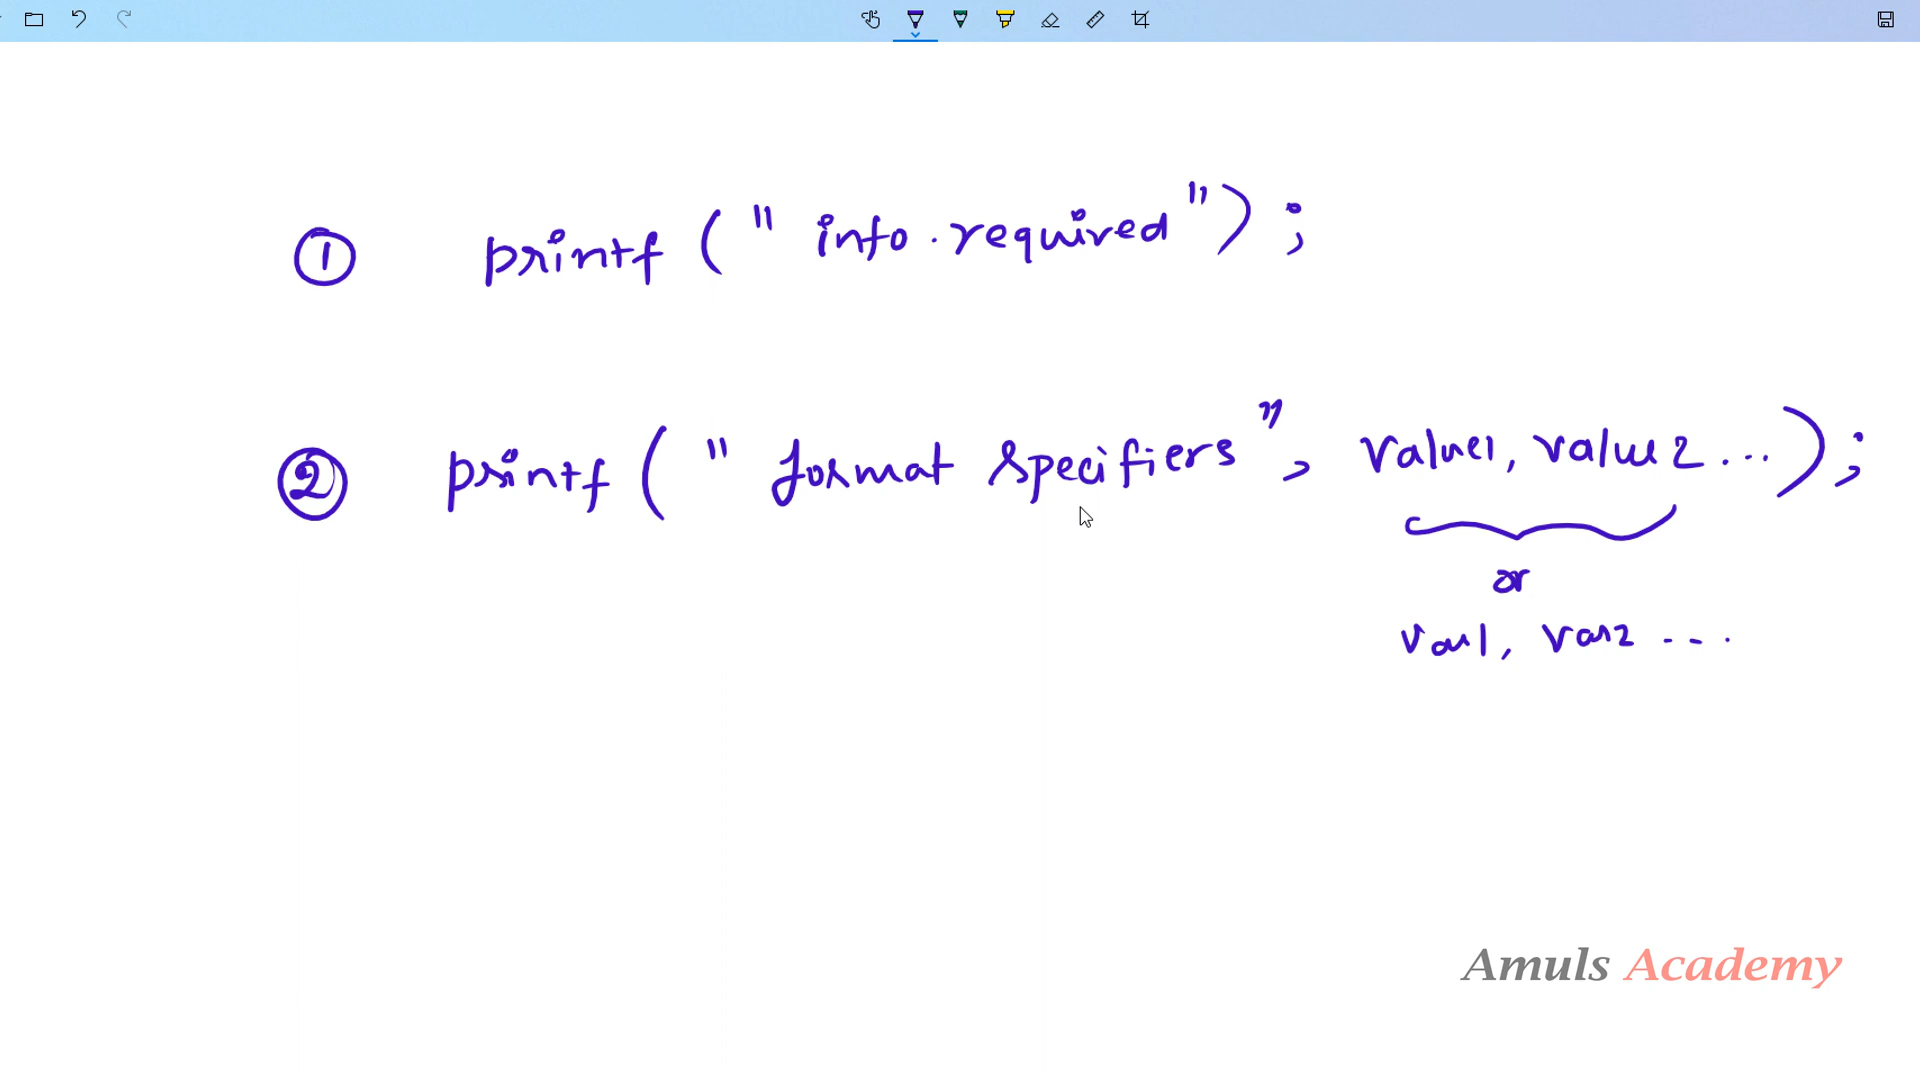 ① printf ( " info. required " ) ;
② printf ( " format specifiers " , value1, value2 ... ) ;
or
var1, var2 ...
Amuls Academy